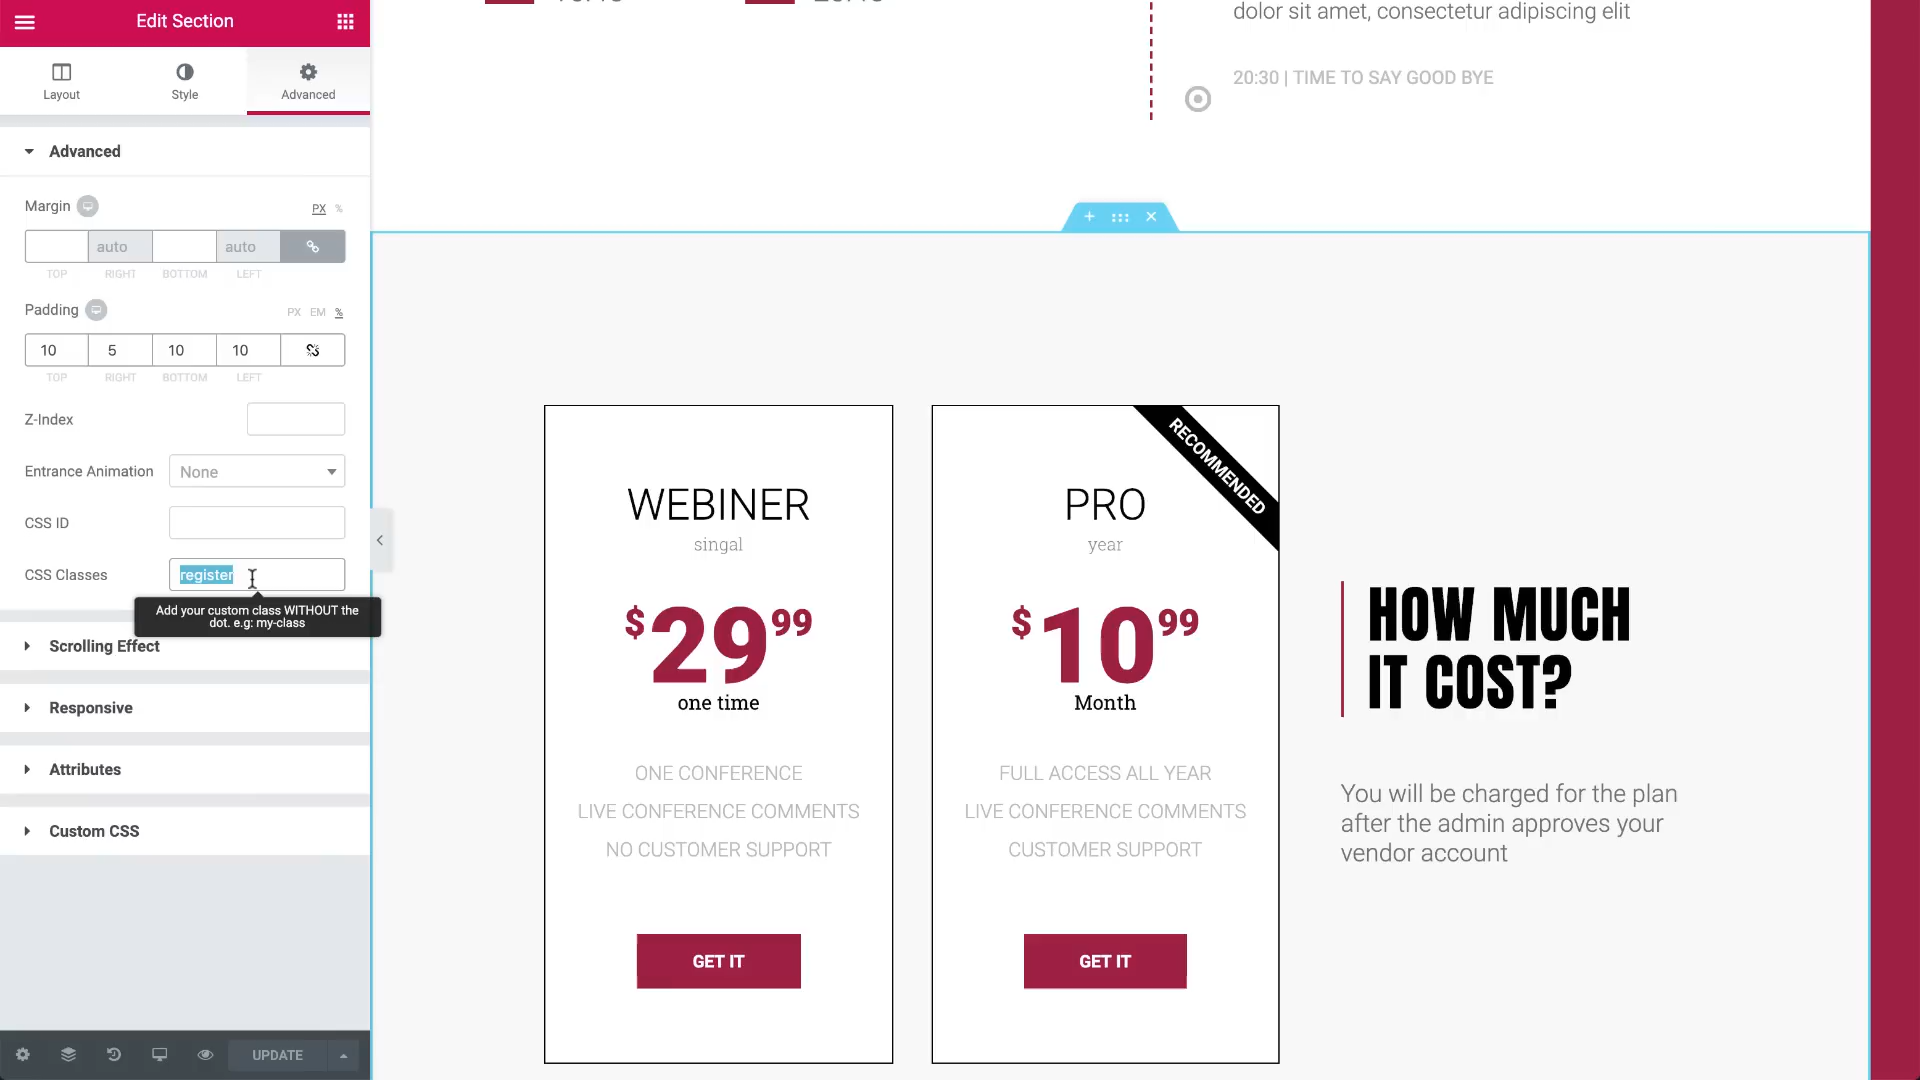 Edit Section
Layout
Style
Advanced
Advanced
Margin
PX %
auto
auto
TOP RIGHT BOTTOM LEFT
Padding
PX EM %
10 5 10 10
TOP RIGHT BOTTOM LEFT
Z-Index
Entrance Animation
None
CSS ID
CSS Classes
register
Add your custom class WITHOUT the
dot. e.g: my-class
Scrolling Effect
Responsive
Attributes
Custom CSS
UPDATE
dolor sit amet, consectetur adipiscing elit
20:30 | TIME TO SAY GOOD BYE
WEBINER
singal
$29 99
one time
ONE CONFERENCE
LIVE CONFERENCE COMMENTS
NO CUSTOMER SUPPORT
GET IT
RECOMMENDED
PRO
year
$10 99
Month
FULL ACCESS ALL YEAR
LIVE CONFERENCE COMMENTS
CUSTOMER SUPPORT
GET IT
HOW MUCH
IT COST?
You will be charged for the plan
after the admin approves your
vendor account